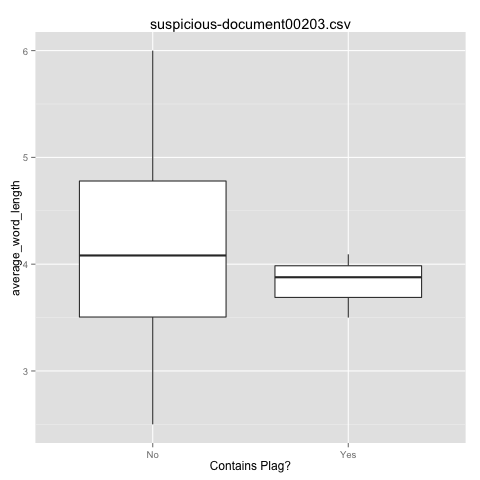 suspicious-document00203.csv
average_word_length
6
5
4
3
No
Yes
Contains Plag?